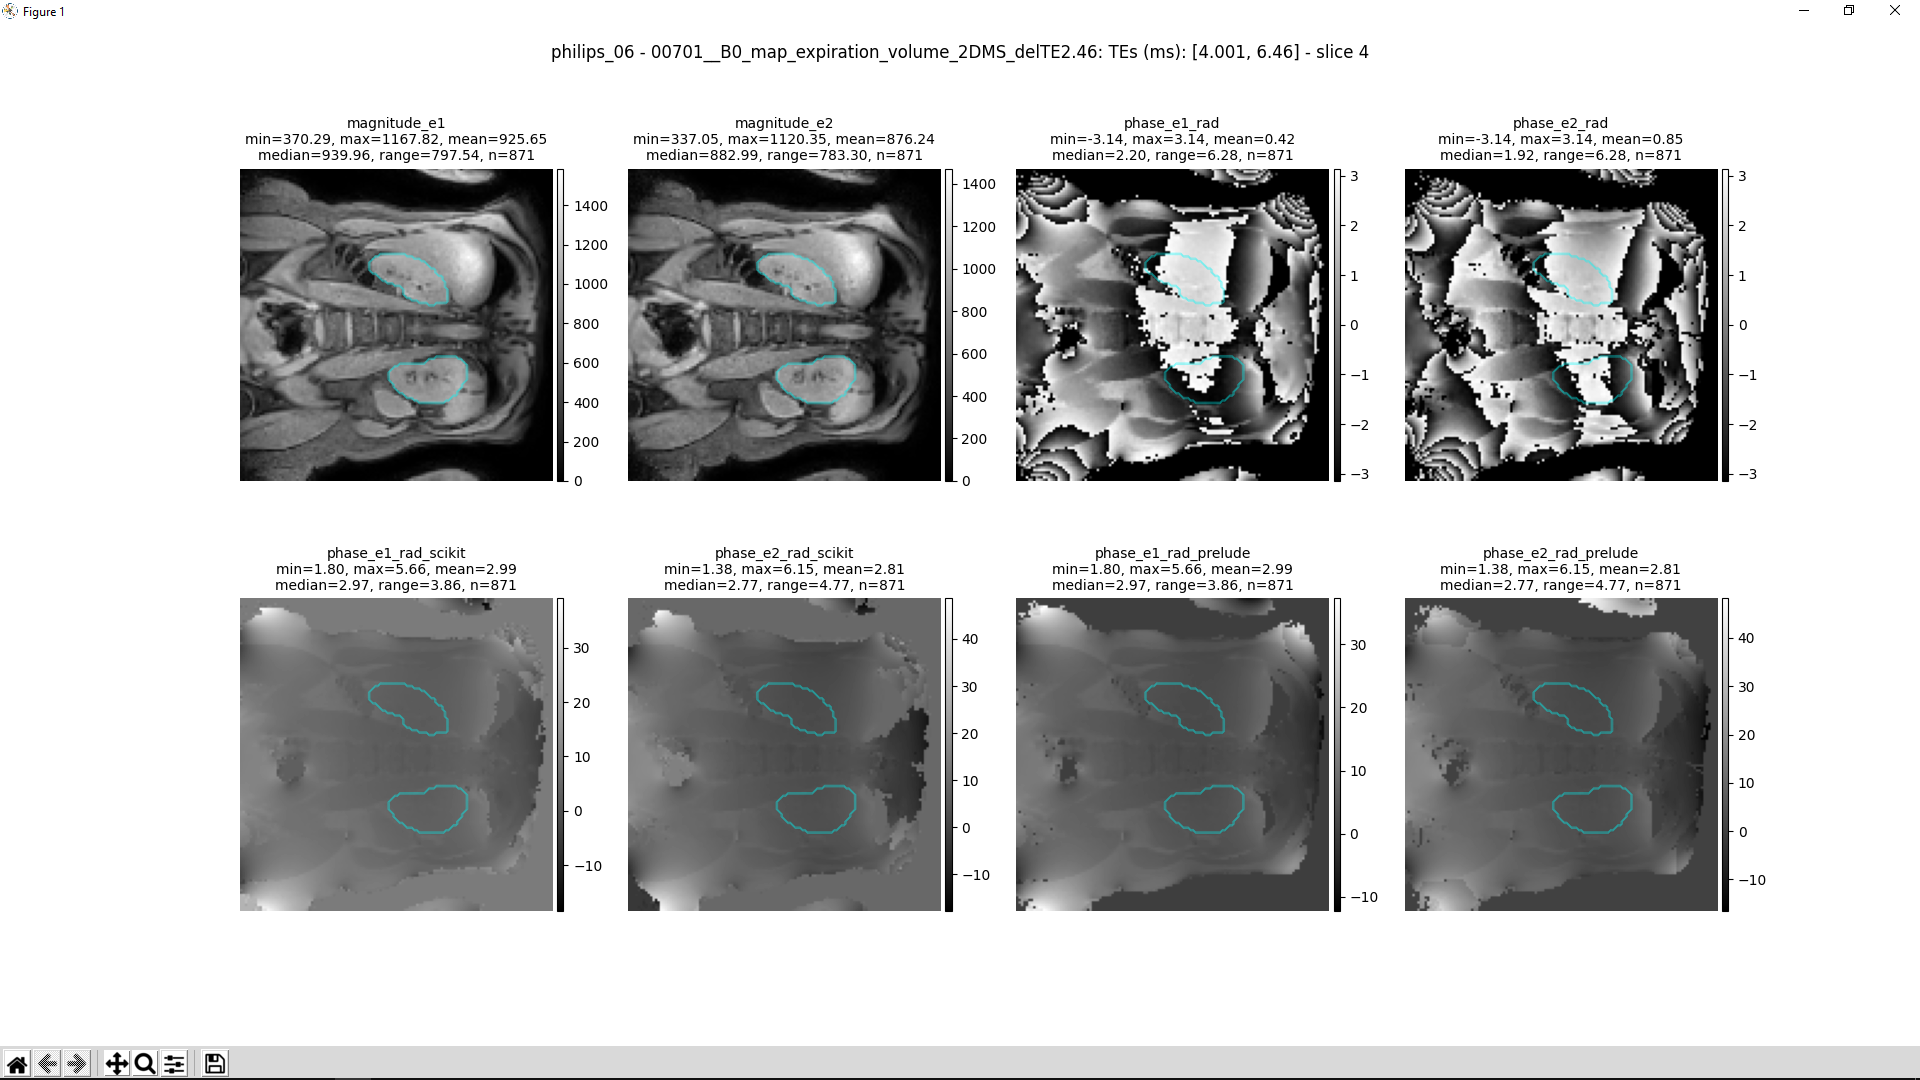 Figure 1
philips_06 - 00701__B0_map_expiration_volume_2DMS_delTE2.46: TEs (ms): [4.001, 6.46] - slice 4
magnitude_e1
min=370.29, max=1167.82, mean=925.65
median=939.96, range=797.54, n=871
1400
1200
1000
800
600
400
200
0
magnitude_e2
min=337.05, max=1120.35, mean=876.24
median=882.99, range=783.30, n=871
1400
1200
1000
800
600
400
200
0
phase_e1_rad
min=-3.14, max=3.14, mean=0.42
median=2.20, range=6.28, n=871
3
2
1
0
−1
−2
−3
phase_e2_rad
min=-3.14, max=3.14, mean=0.85
median=1.92, range=6.28, n=871
3
2
1
0
−1
−2
−3
phase_e1_rad_scikit
min=1.80, max=5.66, mean=2.99
median=2.97, range=3.86, n=871
30
20
10
0
−10
phase_e2_rad_scikit
min=1.38, max=6.15, mean=2.81
median=2.77, range=4.77, n=871
40
30
20
10
0
−10
phase_e1_rad_prelude
min=1.80, max=5.66, mean=2.99
median=2.97, range=3.86, n=871
30
20
10
0
−10
phase_e2_rad_prelude
min=1.38, max=6.15, mean=2.81
median=2.77, range=4.77, n=871
40
30
20
10
0
−10